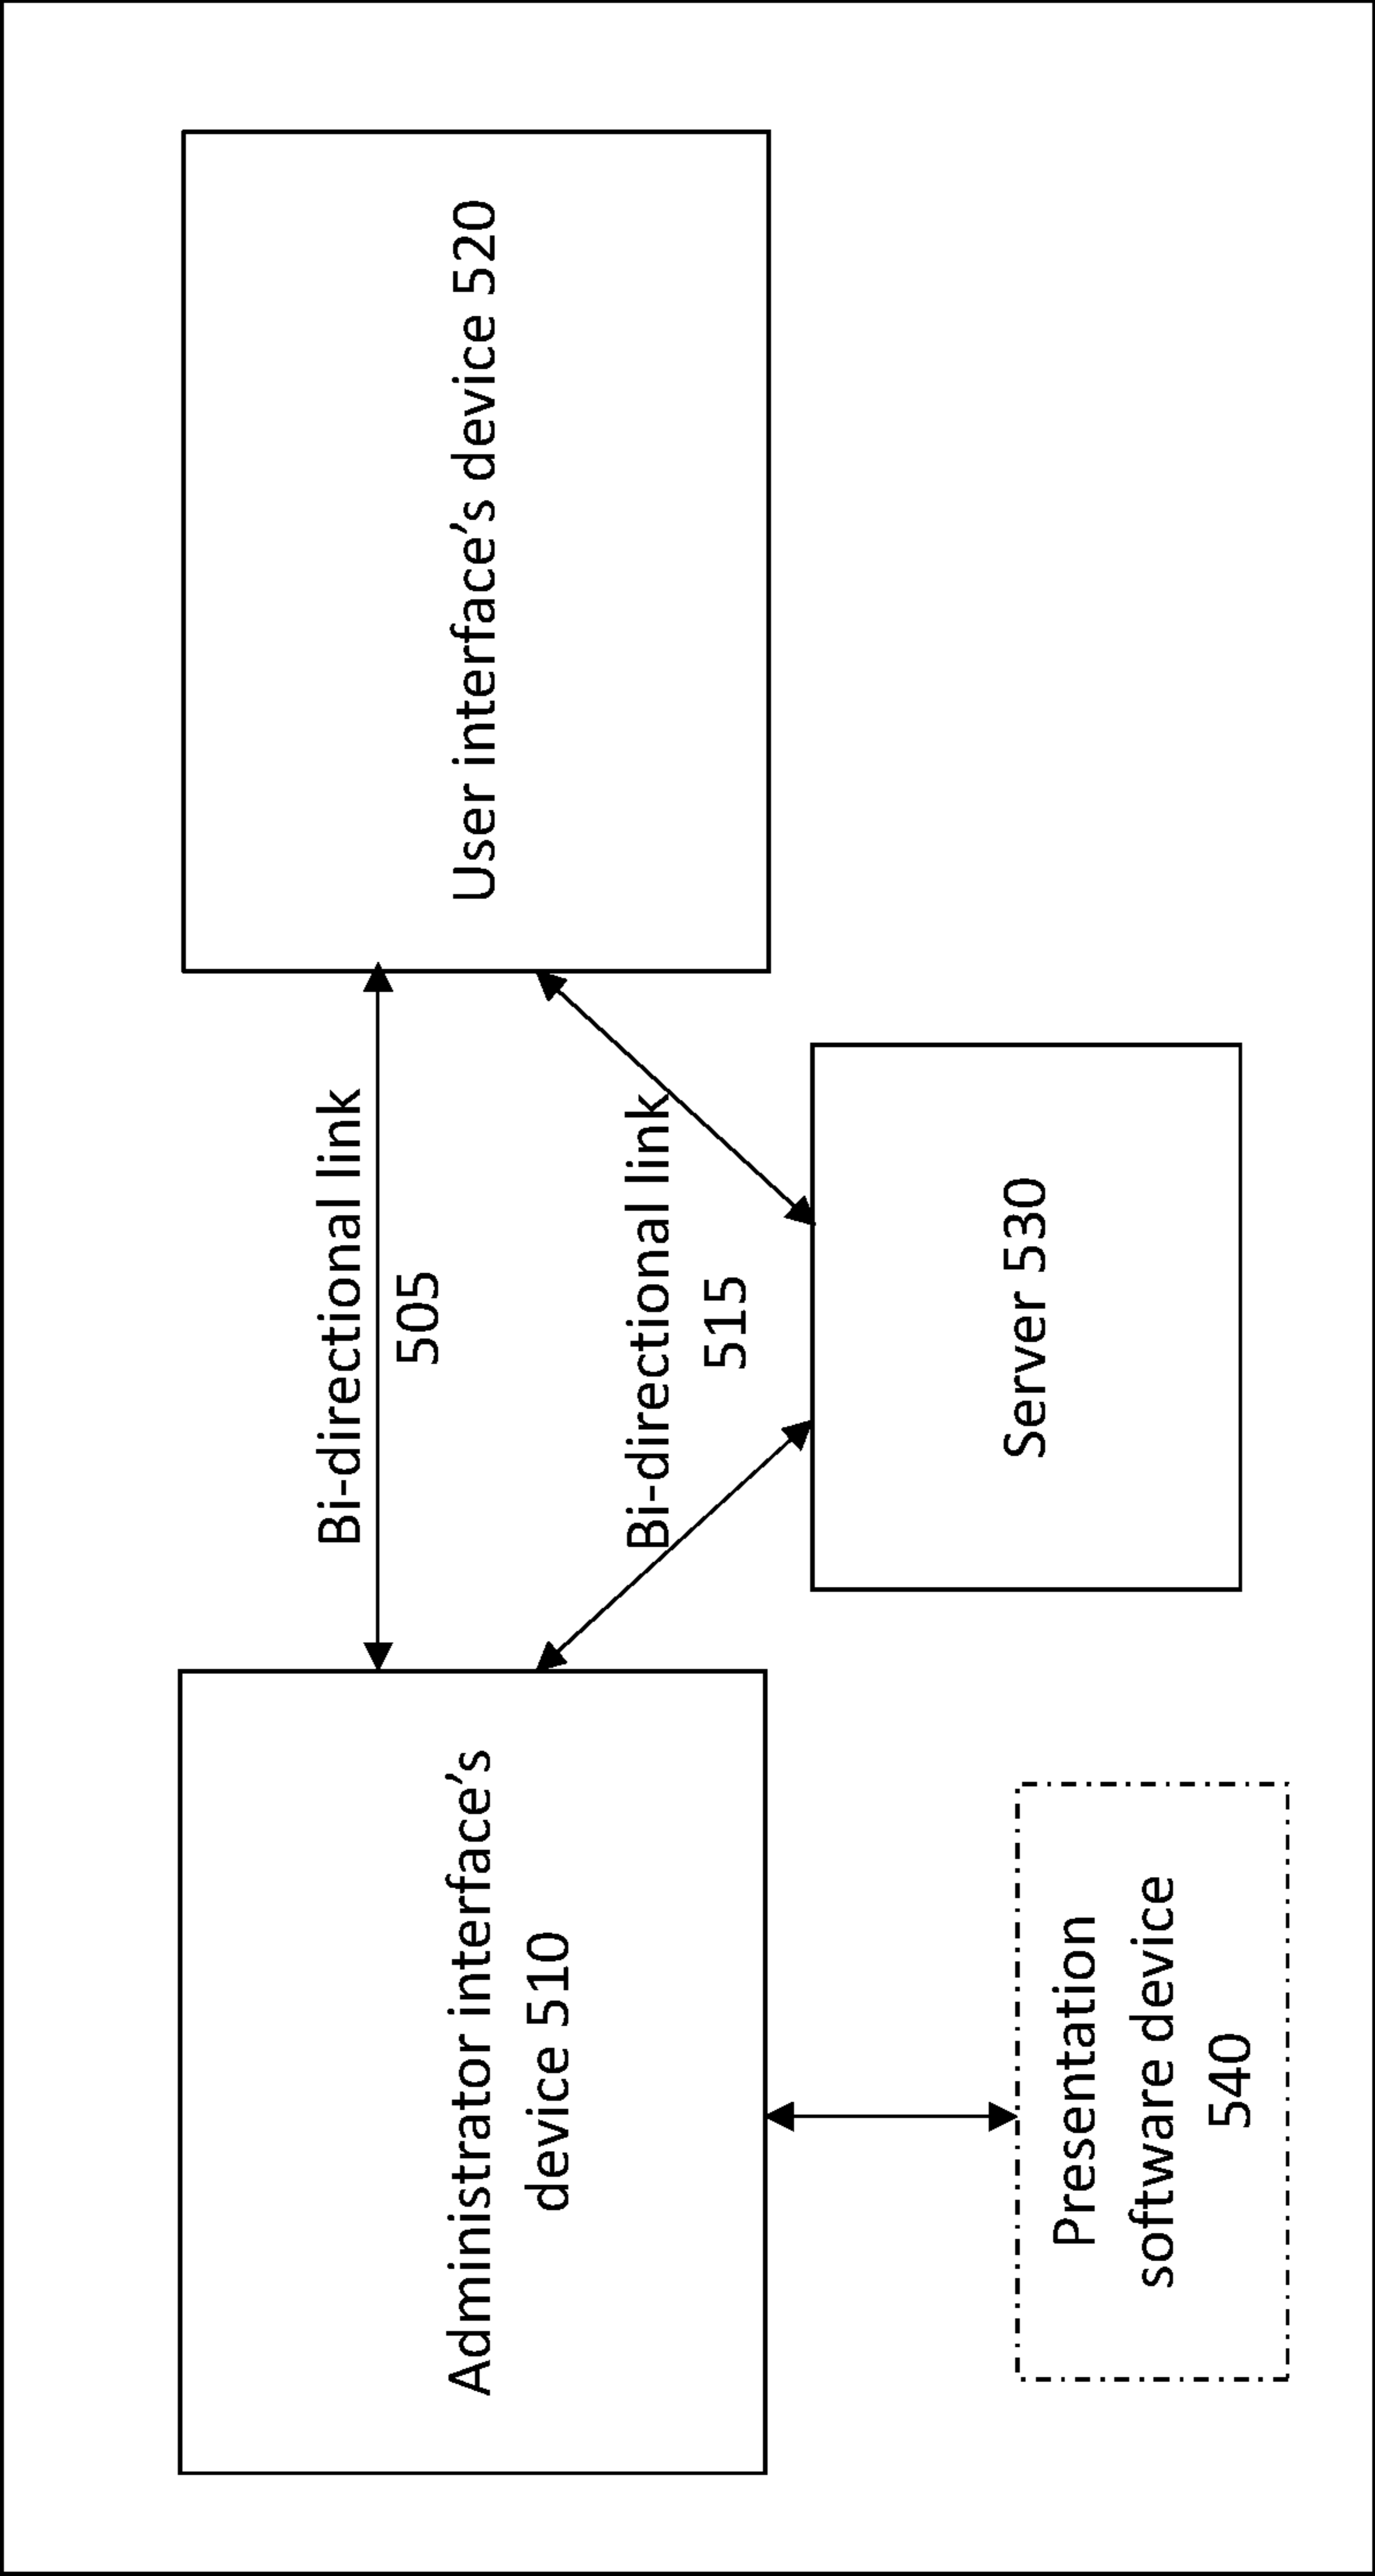 Administrator interface's
device 510
Bi-directional link
505
User interface's device 520
Bi-directional link
515
Server 530
Presentation
software device
540